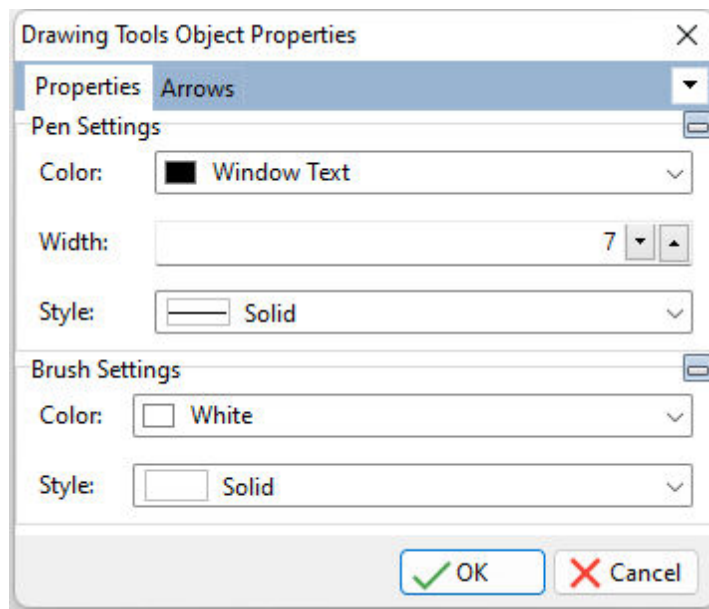 Drawing Tools Object Properties
Properties Arrows
Pen Settings
Color: Window Text
Width: 7
Style: Solid
Brush Settings
Color: White
Style: Solid
OK Cancel